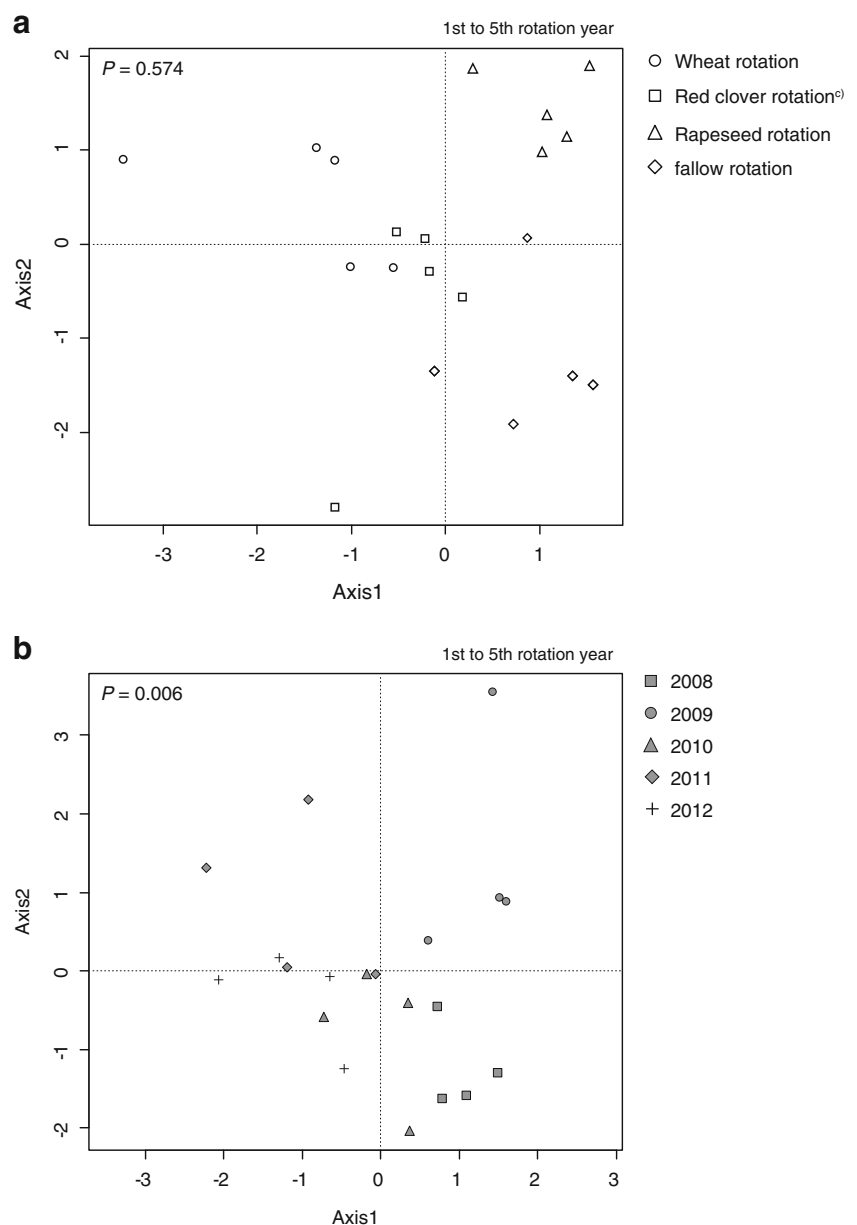 a
1st to 5th rotation year
P = 0.574
Wheat rotation
Red clover rotationc)
Rapeseed rotation
fallow rotation
2
1
0
-1
-2
Axis2
-3
-2
-1
0
1
Axis1
b
1st to 5th rotation year
P = 0.006
2008
2009
2010
2011
2012
3
2
1
0
-1
-2
Axis2
-3
-2
-1
0
1
2
3
Axis1